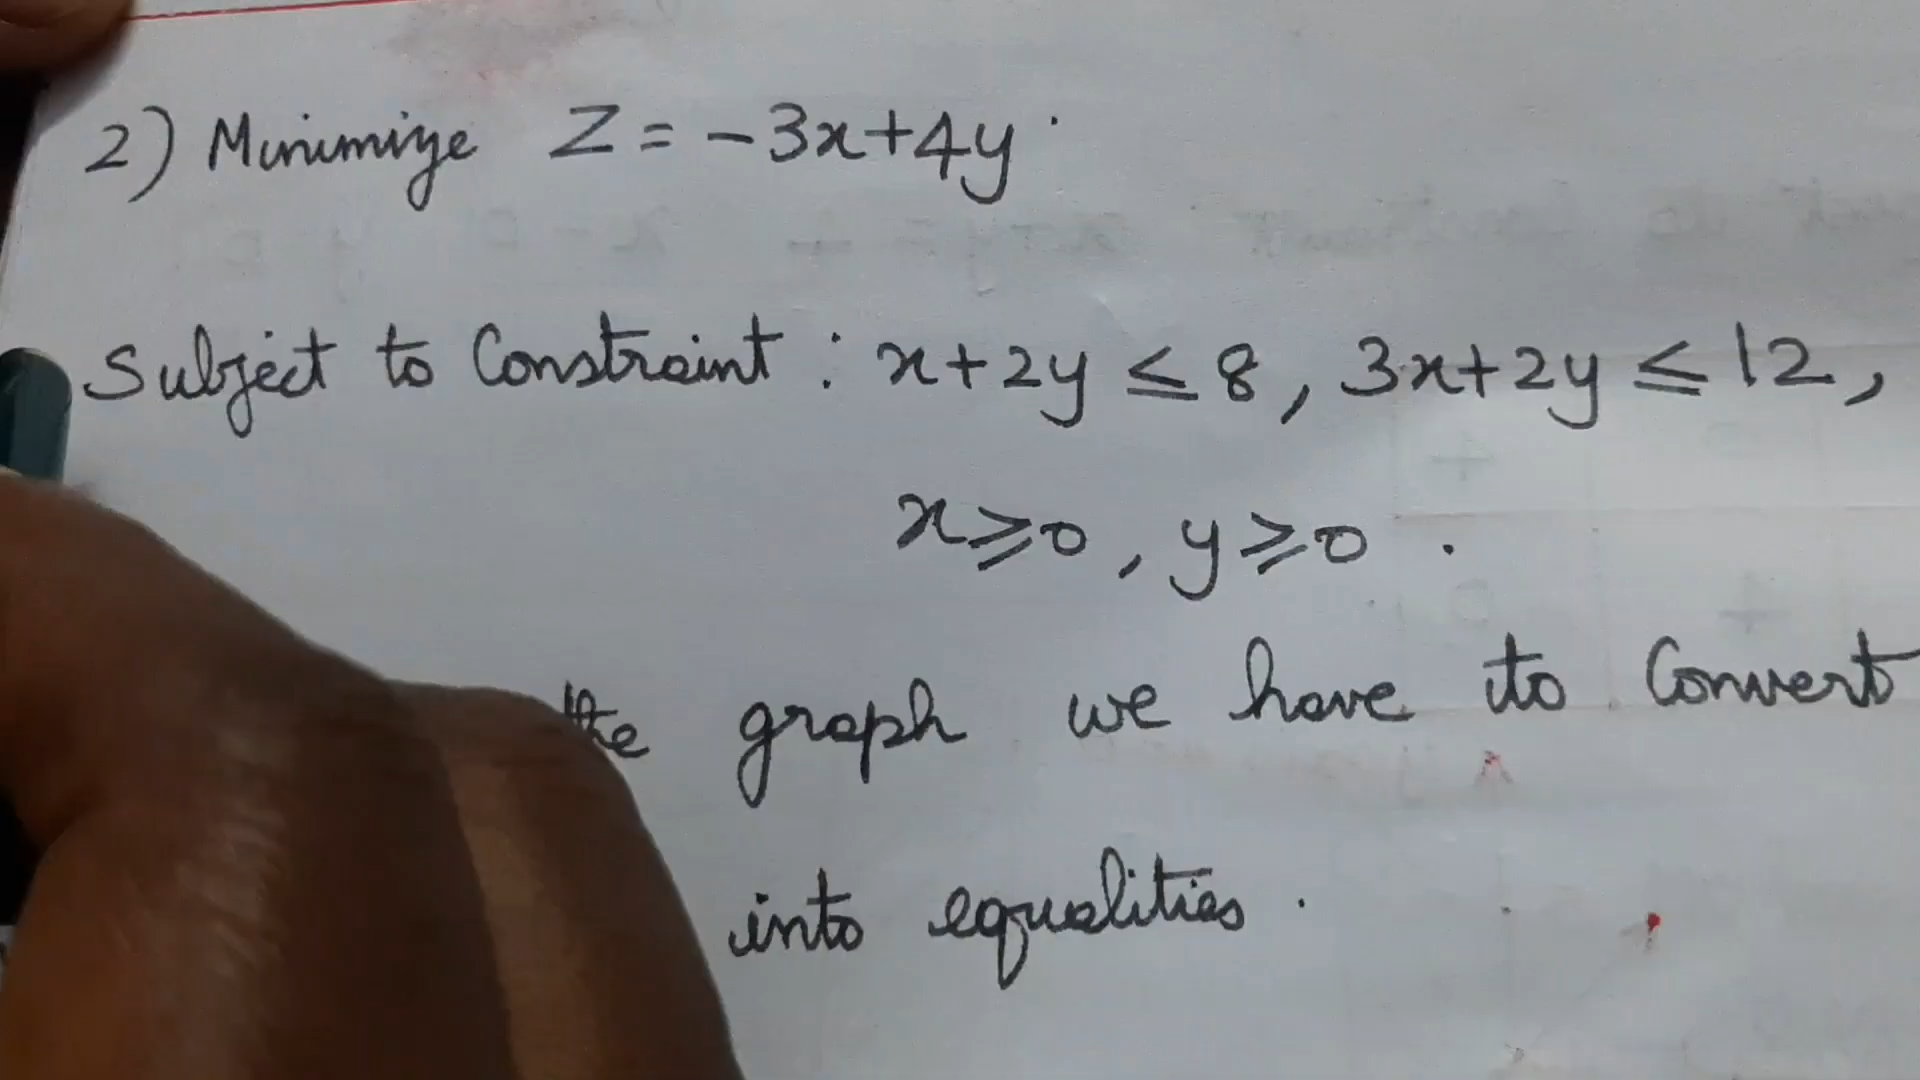 2) Minimize Z = -3x+4y.
Subject to Constraint : x+2y ≤ 8, 3x+2y ≤ 12,
x≥0, y≥0.
the graph we have to Convert
into equalities.